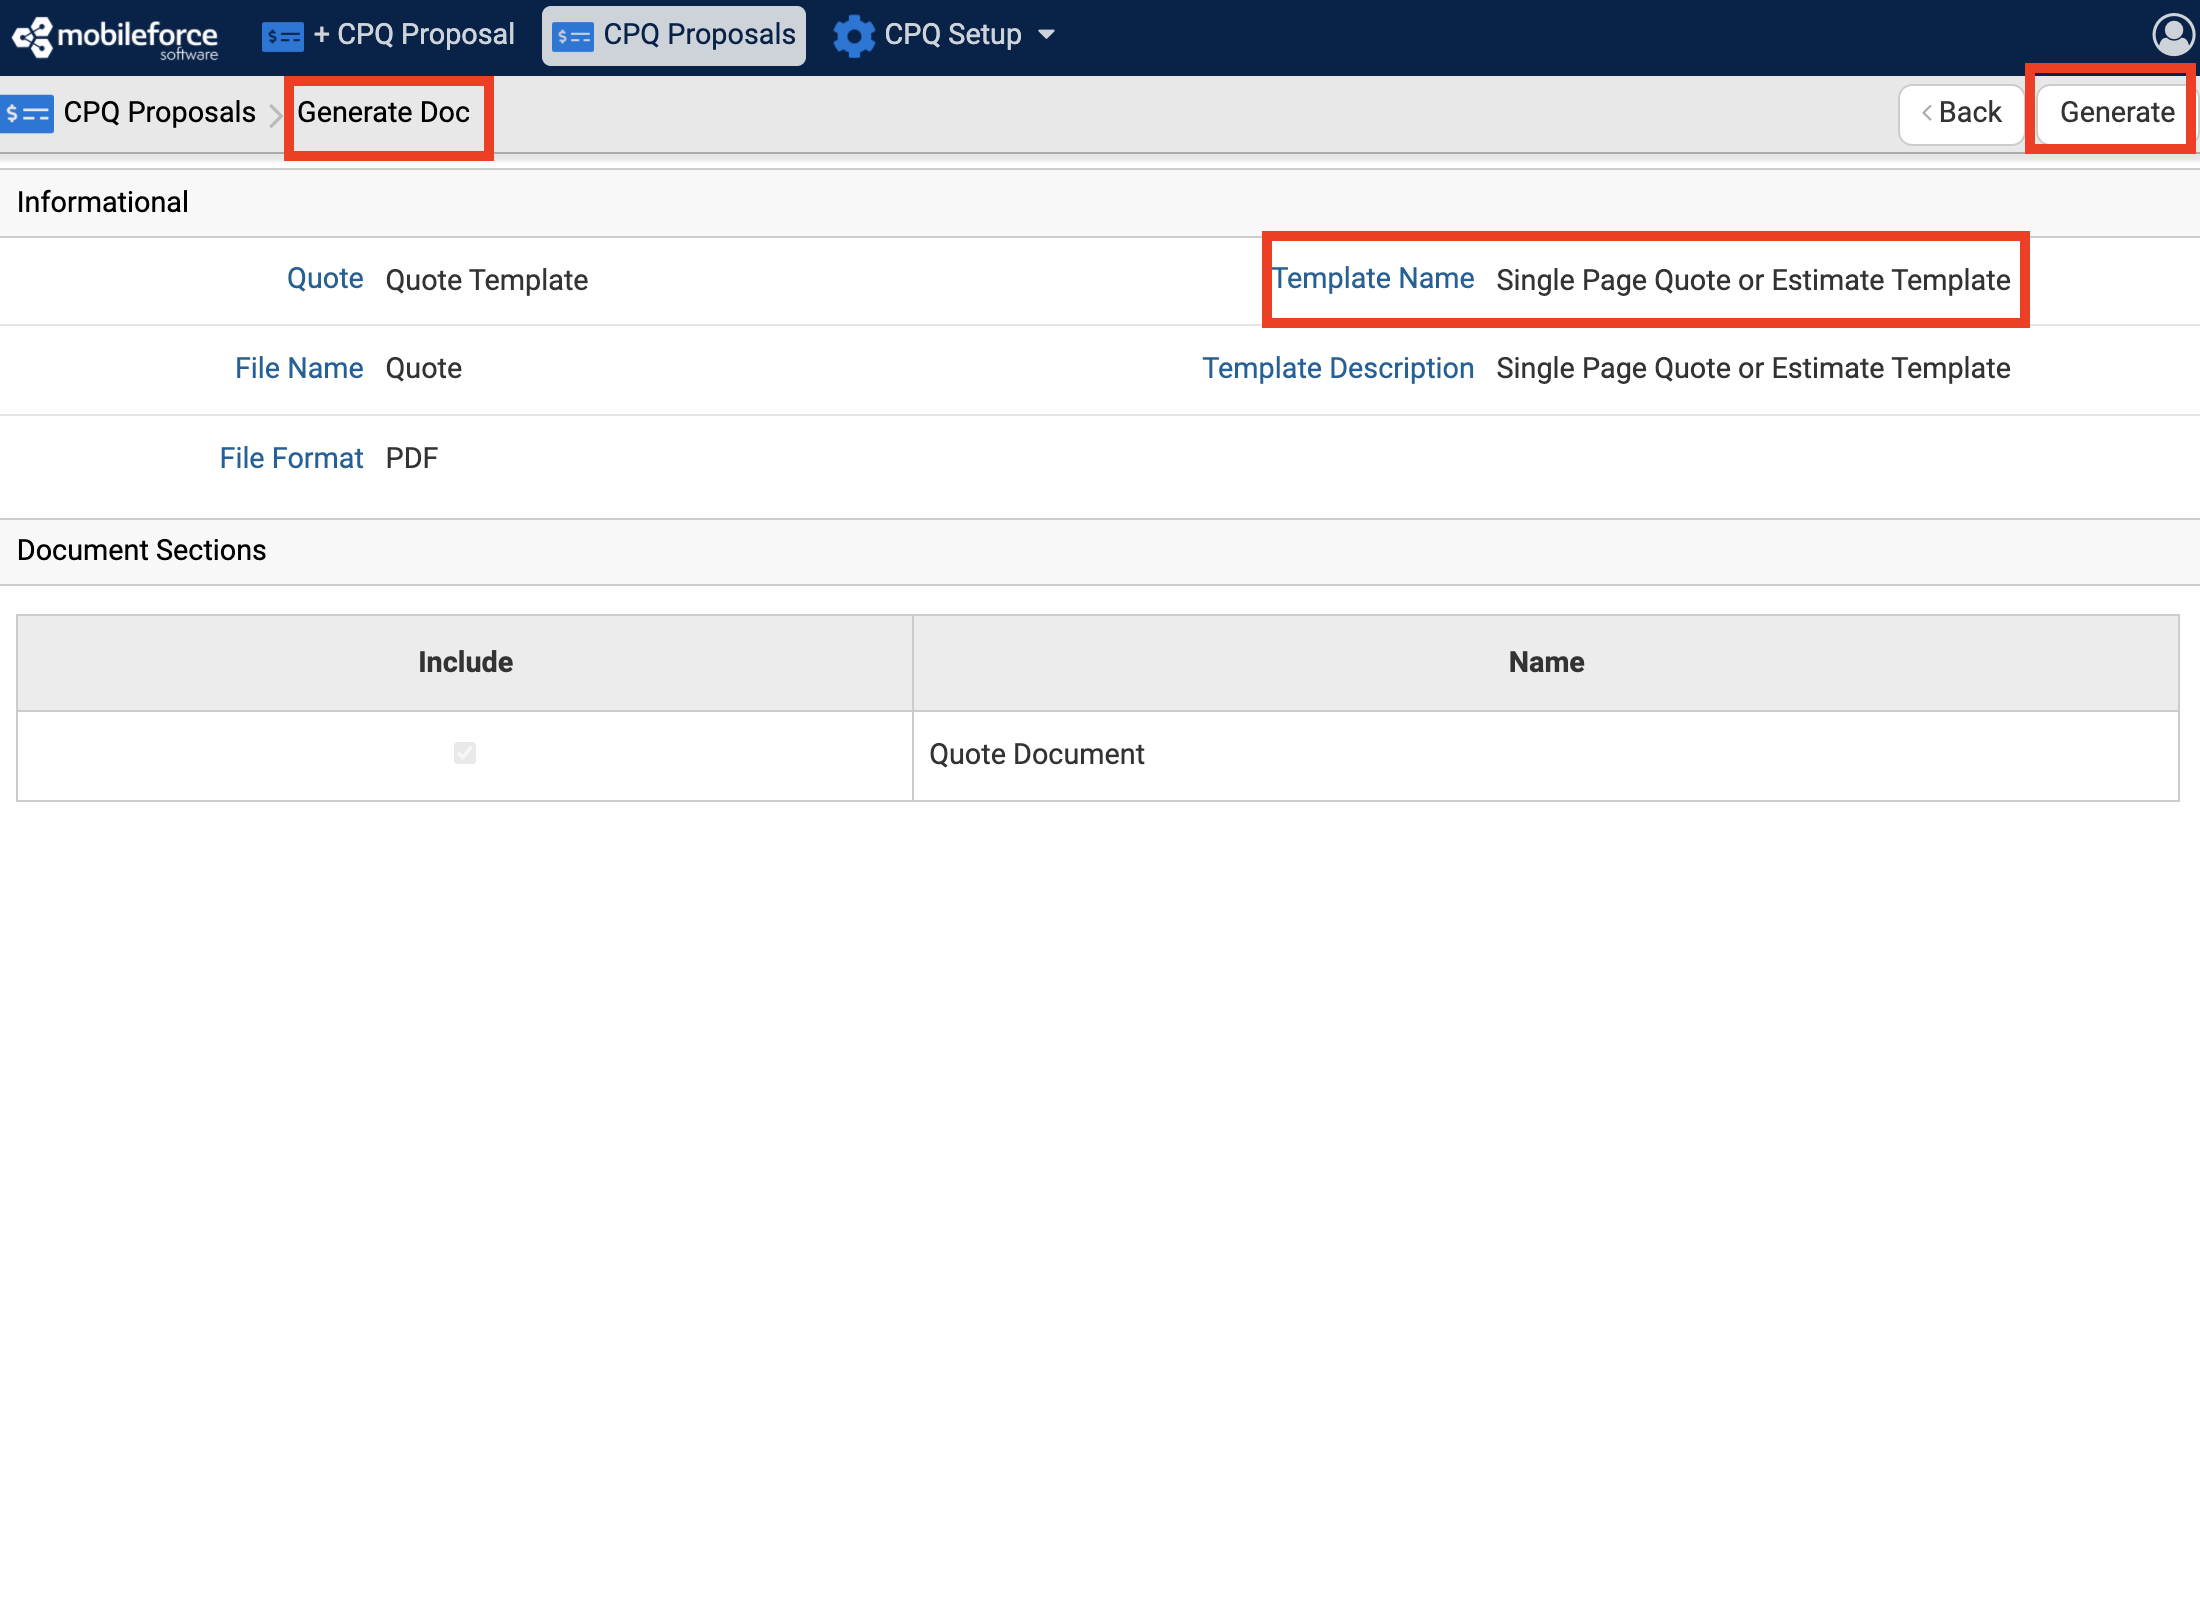 mobileforce
software
+ CPQ Proposal
CPQ Proposals
CPQ Setup
CPQ Proposals
Generate Doc
Back
Generate
Informational
Quote Quote Template
Template Name Single Page Quote or Estimate Template
File Name Quote
Template Description Single Page Quote or Estimate Template
File Format PDF
Document Sections
Include Name
Quote Document